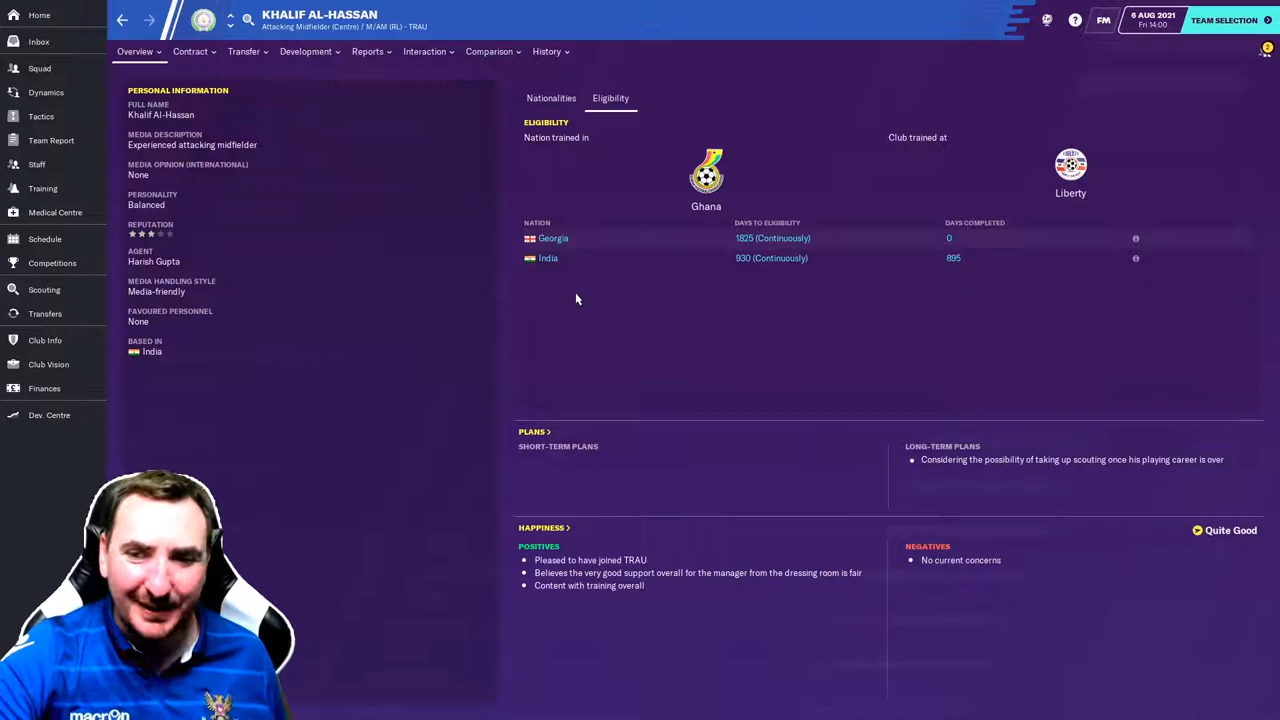 KHALIF AL-HASSAN
Attacking Midfielder (Centre) / M/AM (RL) - TRAU
FM
6 AUG 2021
Fri 14:00
TEAM SELECTION
Home
Inbox
Squad
Dynamics
Tactics
Team Report
Staff
Training
Medical Centre
Schedule
Competitions
Scouting
Transfers
Club Info
Club Vision
Finances
Dev. Centre
Overview
Contract
Transfer
Development
Reports
Interaction
Comparison
History
2
PERSONAL INFORMATION
FULL NAME
Khalif Al-Hassan
MEDIA DESCRIPTION
Experienced attacking midfielder
MEDIA OPINION (INTERNATIONAL)
None
PERSONALITY
Balanced
REPUTATION
AGENT
Harish Gupta
MEDIA HANDLING STYLE
Media-friendly
FAVOURED PERSONNEL
None
BASED IN
India
Nationalities
Eligibility
ELIGIBILITY
Nation trained in
Club trained at
Ghana
Liberty
NATION DAYS TO ELIGIBILITY DAYS COMPLETED
Georgia 1825 (Continuously) 0
India 930 (Continuously) 895
PLANS >
SHORT-TERM PLANS
LONG-TERM PLANS
Considering the possibility of taking up scouting once his playing career is over
HAPPINESS >
Quite Good
POSITIVES
Pleased to have joined TRAU
Believes the very good support overall for the manager from the dressing room is fair
Content with training overall
NEGATIVES
No current concerns
macron